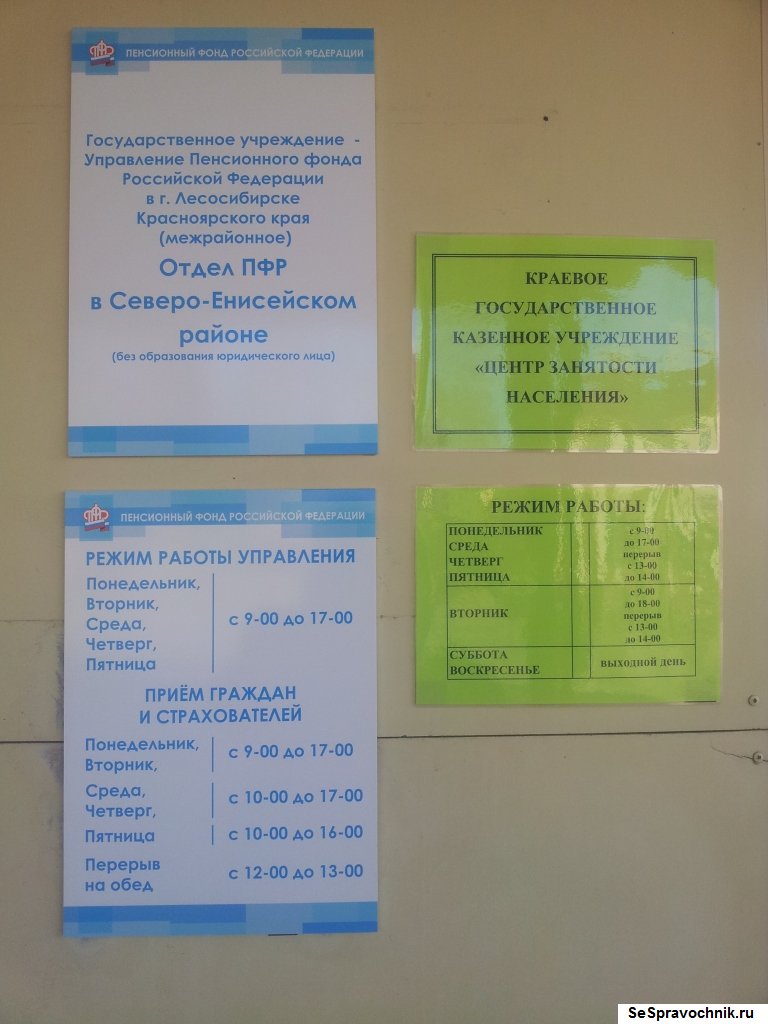 ПЕНСИОННЫЙ ФОНД РОССИЙСКОЙ ФЕДЕРАЦИИ
Государственное учреждение -
Управление Пенсионного фонда
Российской Федерации
в г. Лесосибирске
Красноярского края
(межрайонное)
Отдел ПФР
в Северо-Енисейском
районе
(без образования юридического лица)
КРАЕВОЕ
ГОСУДАРСТВЕННОЕ
КАЗЕННОЕ УЧРЕЖДЕНИЕ
«ЦЕНТР ЗАНЯТОСТИ
НАСЕЛЕНИЯ»
ПЕНСИОННЫЙ ФОНД РОССИЙСКОЙ ФЕДЕРАЦИИ
РЕЖИМ РАБОТЫ УПРАВЛЕНИЯ
Понедельник,
Вторник,
Среда,
Четверг,
Пятница
с 9-00 до 17-00
ПРИЁМ ГРАЖДАН
И СТРАХОВАТЕЛЕЙ
Понедельник,
Вторник,
с 9-00 до 17-00
Среда,
Четверг,
с 10-00 до 17-00
Пятница
с 10-00 до 16-00
Перерыв
на обед
с 12-00 до 13-00
РЕЖИМ РАБОТЫ:
ПОНЕДЕЛЬНИК
СРЕДА
ЧЕТВЕРГ
ПЯТНИЦА
с 9-00
до 17-00
перерыв
с 13-00
до 14-00
ВТОРНИК
с 9-00
до 18-00
перерыв
с 13-00
до 14-00
СУББОТА
ВОСКРЕСЕНЬЕ
выходной день
SeSpravochnik.ru